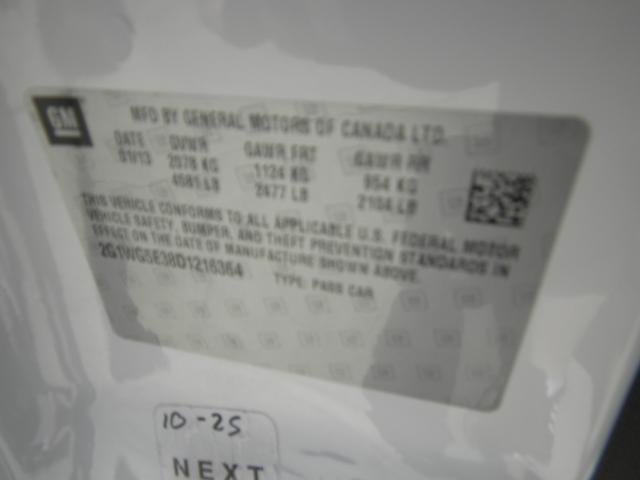 GM
MFD BY GENERAL MOTORS OF CANADA LTD.
DATE GVWR GAWR FRT GAWR RR
01/13 2078 KG 1124 KG 954 KG
4581 LB 2477 LB 2104 LB
THIS VEHICLE CONFORMS TO ALL APPLICABLE U.S. FEDERAL MOTOR
VEHICLE SAFETY, BUMPER, AND THEFT PREVENTION STANDARDS IN
EFFECT ON THE DATE OF MANUFACTURE SHOWN ABOVE.
2G1WG5E38D1216364 TYPE: PASS CAR
10-25
NEXT